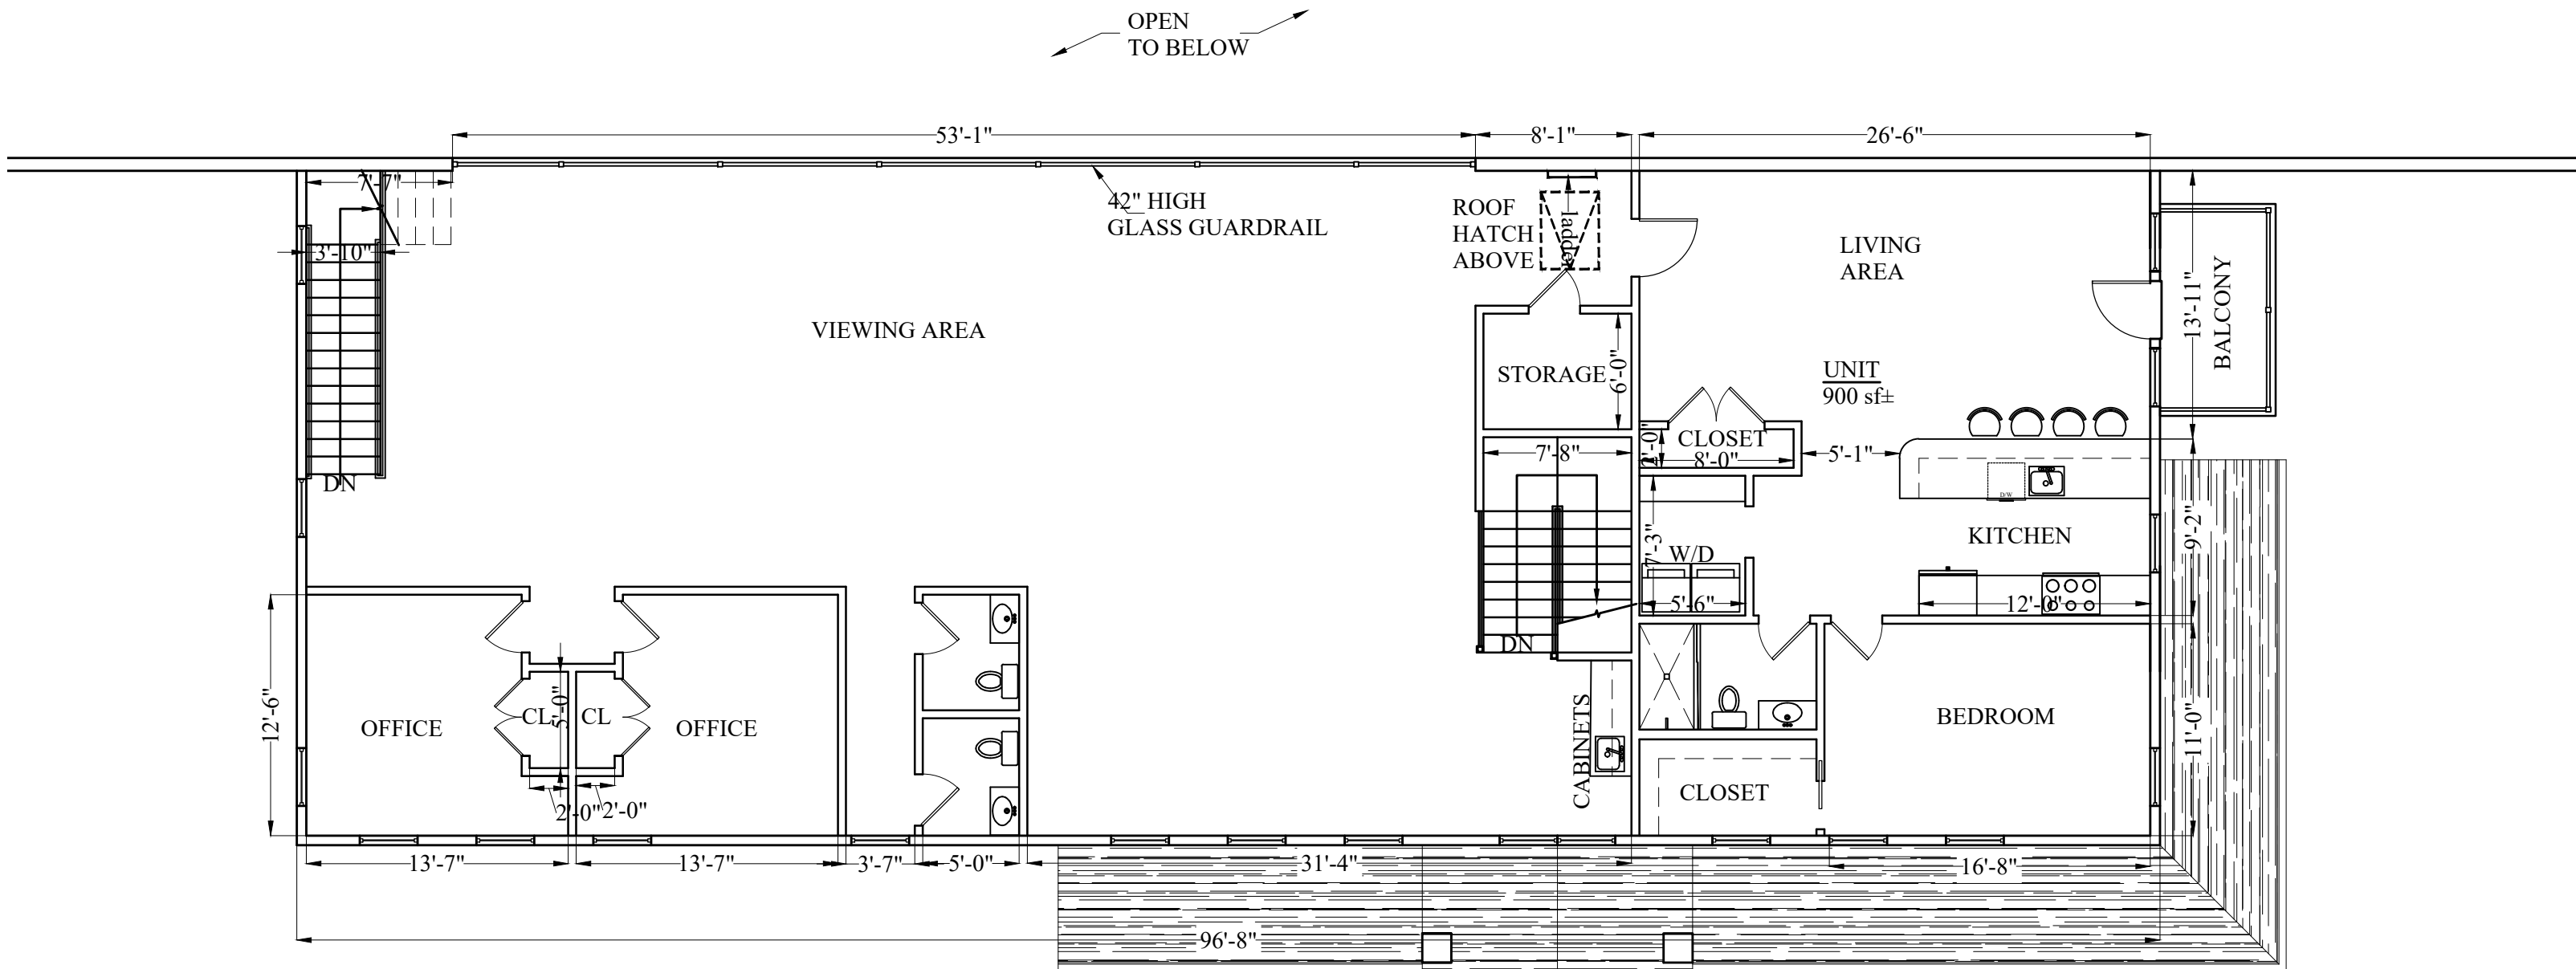 OPEN
TO BELOW
53'-1"
8'-1"
26'-6"
7'-7"
42" HIGH
GLASS GUARDRAIL
ROOF
HATCH
ABOVE
ladder
LIVING
AREA
3'-10"
13'-11"
BALCONY
VIEWING AREA
STORAGE
6'-0"
UNIT
900 sf±
CLOSET
2'-0"
8'-0"
5'-1"
7'-8"
DN
D/W
KITCHEN
9'-2"
7'-3"
W/D
5'-6"
12'-0"
DN
12'-6"
OFFICE
CL
5'-0"
CL
OFFICE
CABINETS
BEDROOM
11'-0"
CLOSET
2'-0"
2'-0"
13'-7"
13'-7"
3'-7"
5'-0"
31'-4"
16'-8"
96'-8"